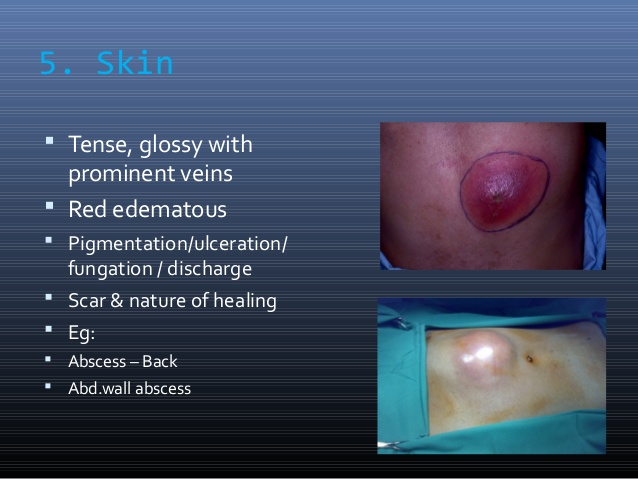 5. Skin
▪ Tense, glossy with
prominent veins
▪ Red edematous
▪ Pigmentation/ulceration/
fungation / discharge
▪ Scar & nature of healing
▪ Eg:
▪ Abscess – Back
▪ Abd.wall abscess